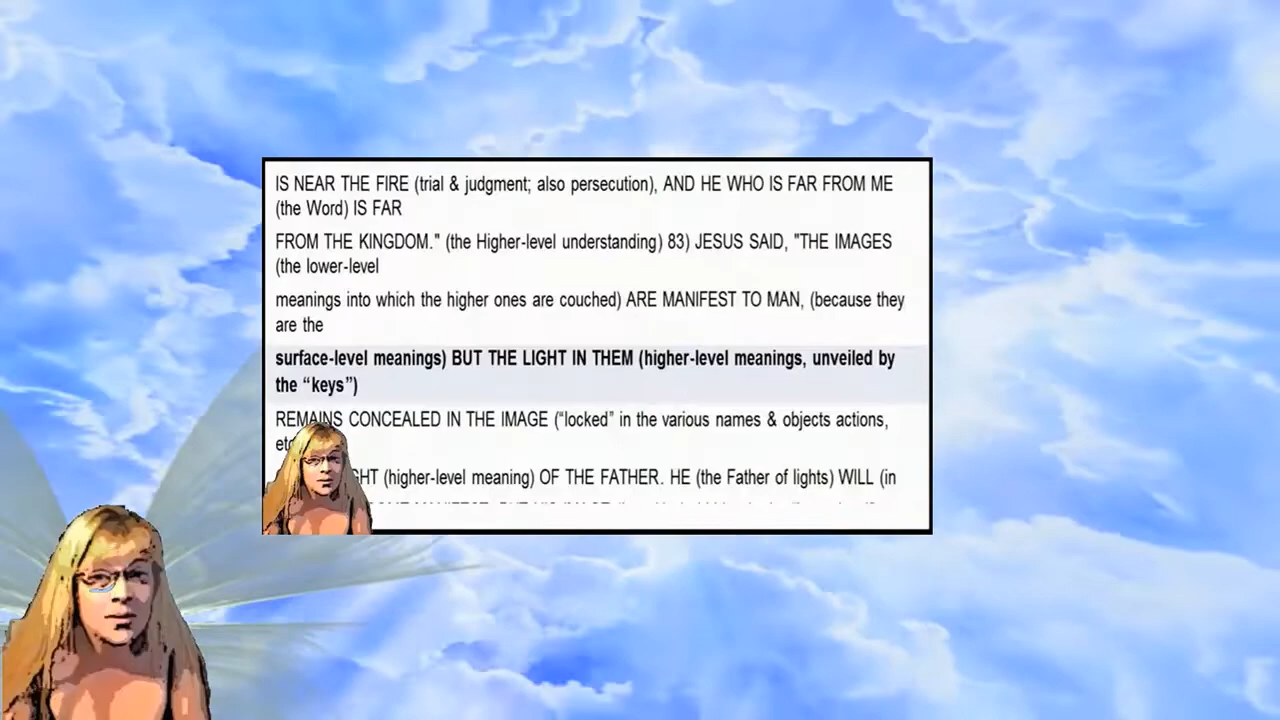 IS NEAR THE FIRE (trial & judgment; also persecution), AND HE WHO IS FAR FROM ME
(the Word) IS FAR
FROM THE KINGDOM." (the Higher-level understanding) 83) JESUS SAID, "THE IMAGES
(the lower-level
meanings into which the higher ones are couched) ARE MANIFEST TO MAN, (because they
are the
surface-level meanings) BUT THE LIGHT IN THEM (higher-level meanings, unveiled by
the “keys”)
REMAINS CONCEALED IN THE IMAGE (“locked” in the various names & objects actions,
(higher-level meaning) OF THE FATHER. HE (the Father of lights) WILL (in